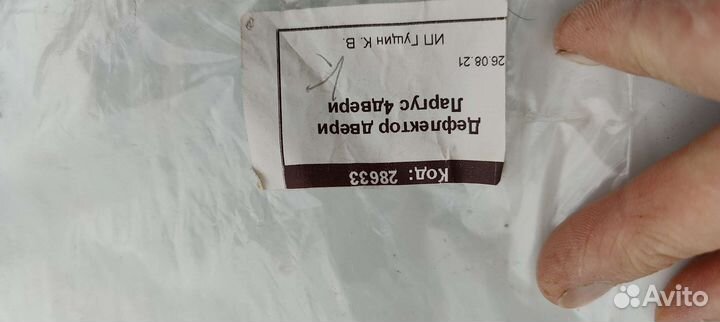 Код: 28633
Дефлектор двери
Ларгус 4двери
26.08.21
ИП Гущин К. В.
Avito